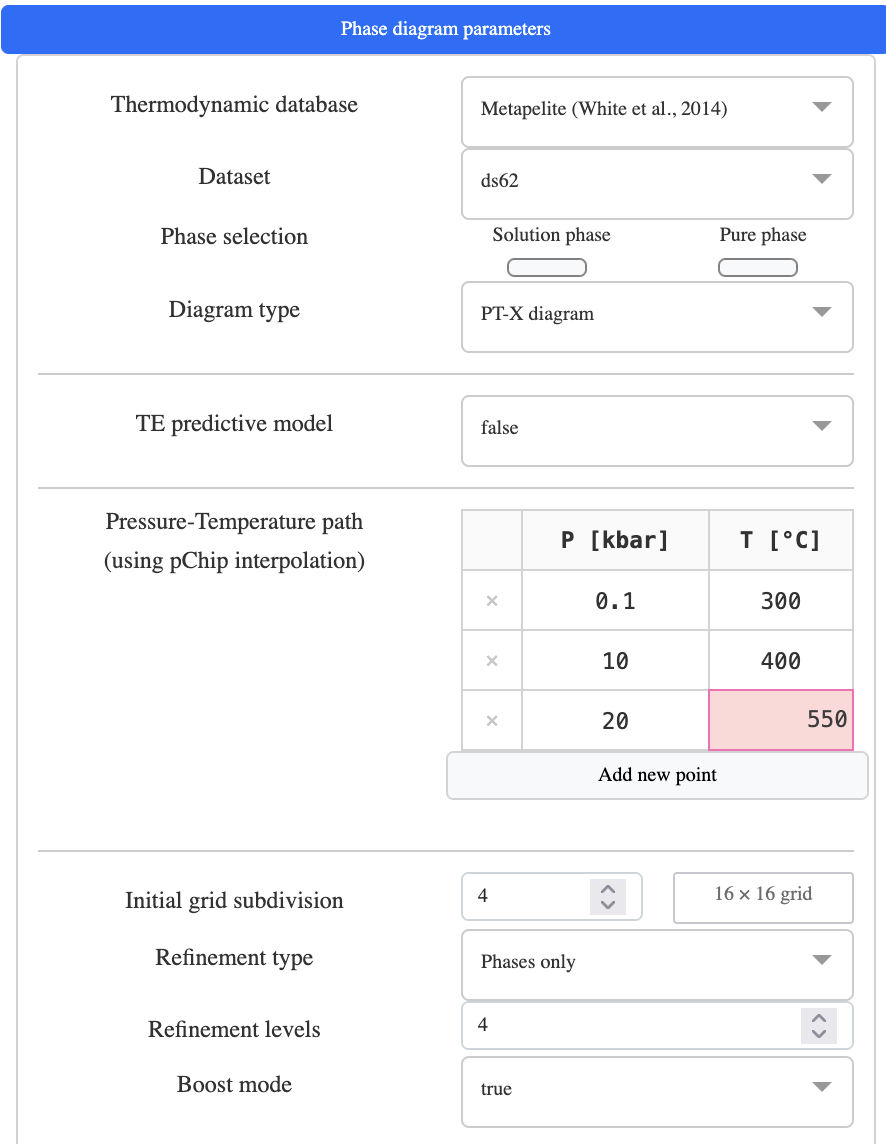 Phase diagram parameters
Thermodynamic database
Metapelite (White et al., 2014)
Dataset
ds62
Phase selection
Solution phase
Pure phase
Diagram type
PT-X diagram
TE predictive model
false
Pressure-Temperature path
(using pChip interpolation)
P [kbar] T [°C]
× 0.1 300
× 10 400
× 20 550
Add new point
Initial grid subdivision
4
16 × 16 grid
Refinement type
Phases only
Refinement levels
4
Boost mode
true